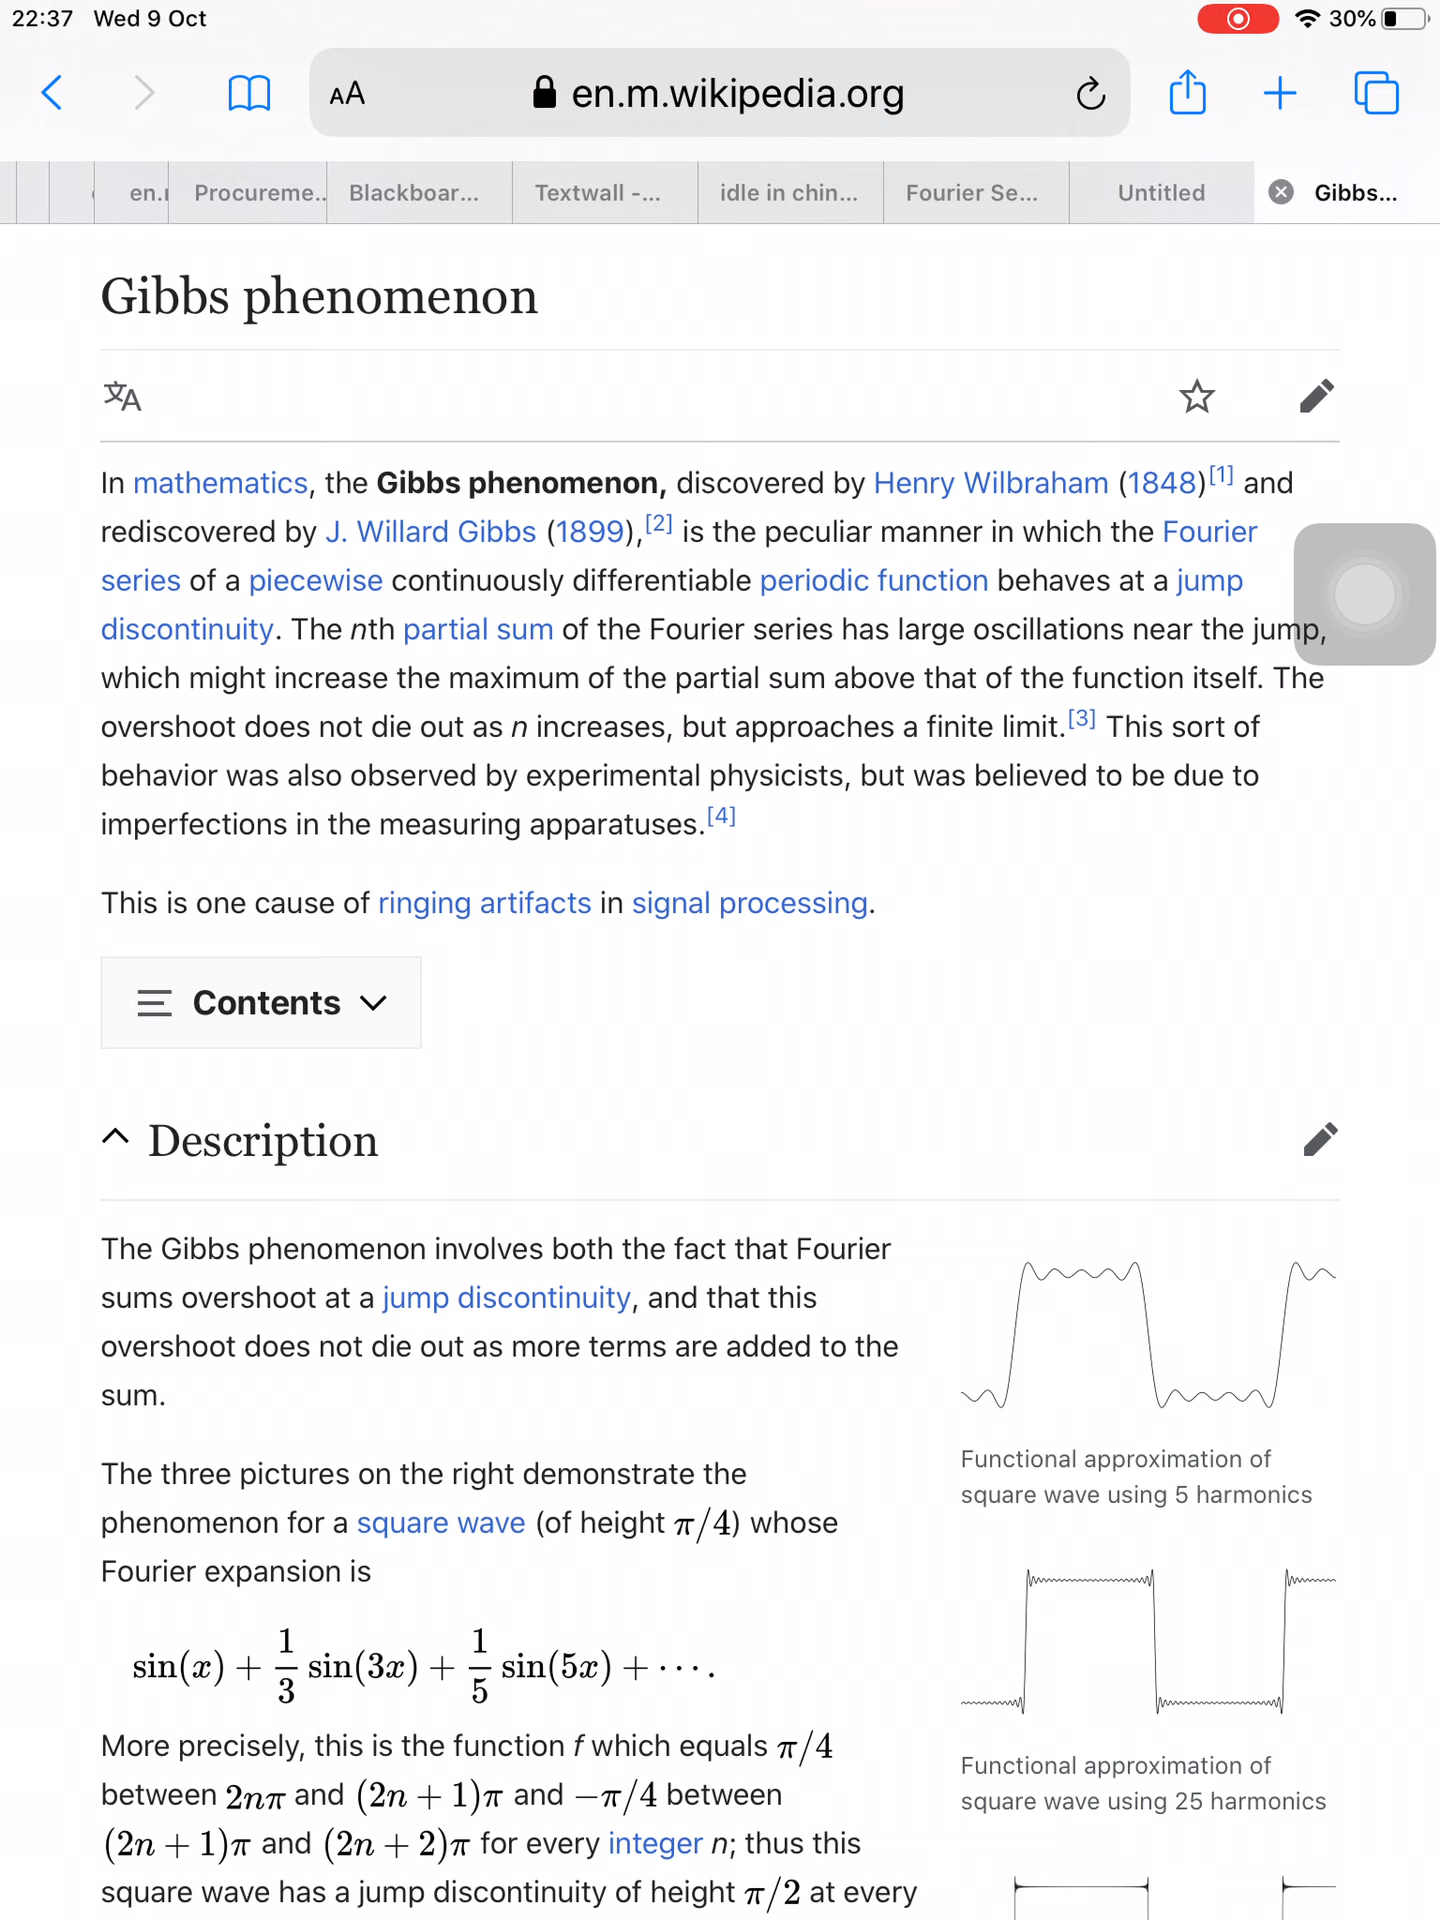 22:37 Wed 9 Oct
30%
AA
en.m.wikipedia.org
en.r
Procureme..
Blackboar...
Textwall -...
idle in chin...
Fourier Se...
Untitled
Gibbs...
Gibbs phenomenon
文A
In mathematics, the Gibbs phenomenon, discovered by Henry Wilbraham (1848)[1] and
rediscovered by J. Willard Gibbs (1899),[2] is the peculiar manner in which the Fourier
series of a piecewise continuously differentiable periodic function behaves at a jump
discontinuity. The nth partial sum of the Fourier series has large oscillations near the jump,
which might increase the maximum of the partial sum above that of the function itself. The
overshoot does not die out as n increases, but approaches a finite limit.[3] This sort of
behavior was also observed by experimental physicists, but was believed to be due to
imperfections in the measuring apparatuses.[4]
This is one cause of ringing artifacts in signal processing.
Contents
Description
The Gibbs phenomenon involves both the fact that Fourier
sums overshoot at a jump discontinuity, and that this
overshoot does not die out as more terms are added to the
sum.
The three pictures on the right demonstrate the
phenomenon for a square wave (of height π/4) whose
Fourier expansion is
sin(x) + 1/3 sin(3x) + 1/5 sin(5x) + ⋯.
More precisely, this is the function f which equals π/4
between 2nπ and (2n + 1)π and −π/4 between
(2n + 1)π and (2n + 2)π for every integer n; thus this
square wave has a jump discontinuity of height π/2 at every
Functional approximation of
square wave using 5 harmonics
Functional approximation of
square wave using 25 harmonics